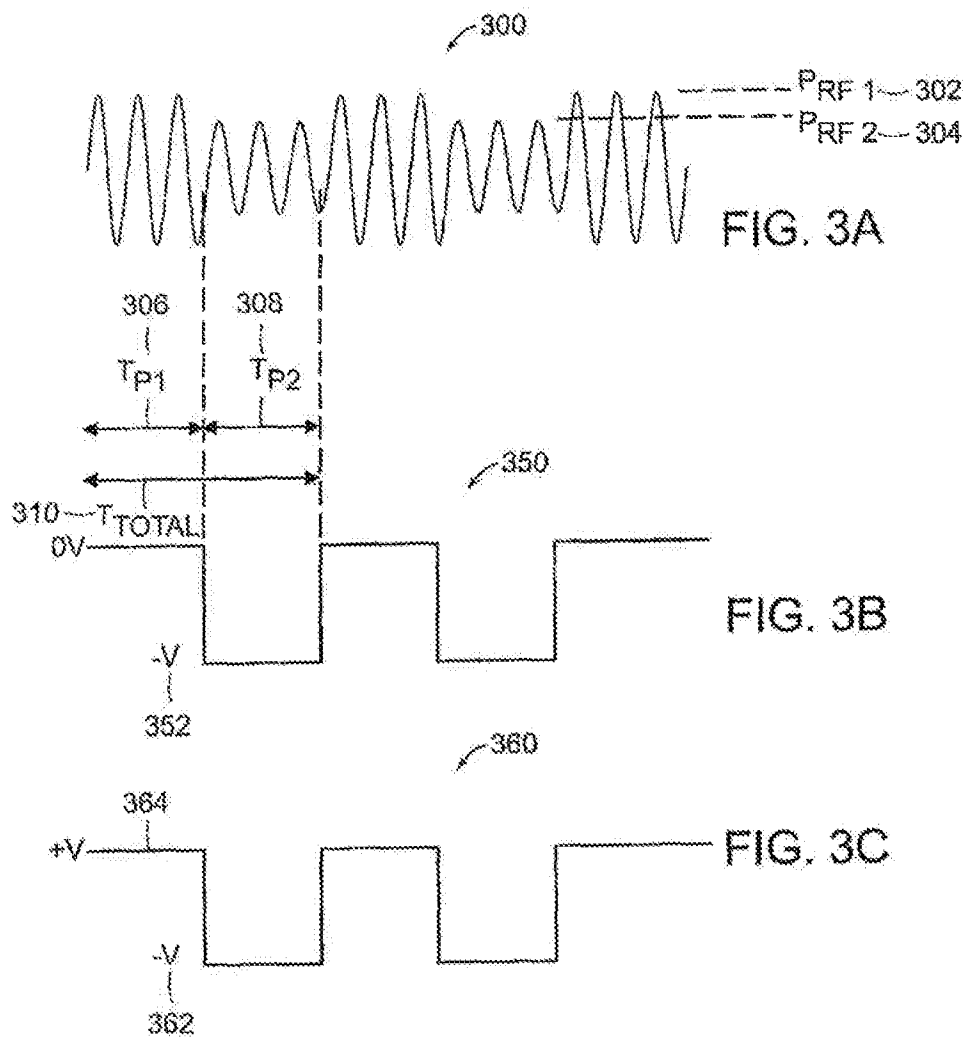 300
P_RF 1 302
P_RF 2 304
FIG. 3A
306 308
T_P1 T_P2
350
310 T_TOTAL
0V
FIG. 3B
-V
352
360
364
+V
FIG. 3C
-V
362